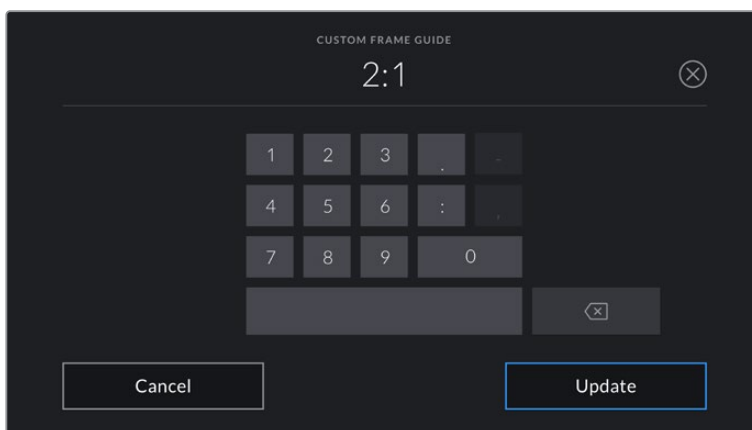 CUSTOM FRAME GUIDE
2:1
1 2 3 . -
4 5 6 : ,
7 8 9 0
Cancel Update